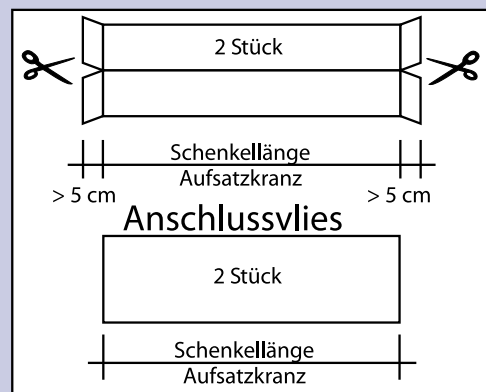 2 Stück
Schenkellänge
Aufsatzkranz
> 5 cm > 5 cm
Anschlussvlies
2 Stück
Schenkellänge
Aufsatzkranz